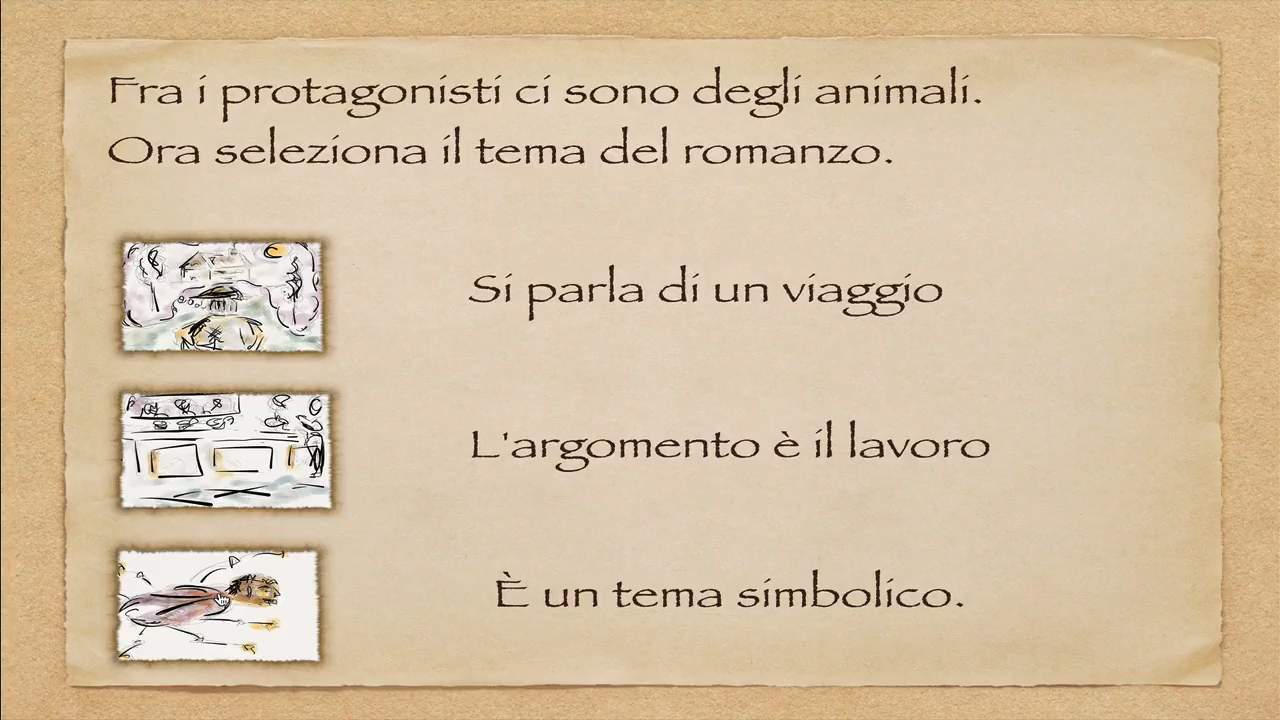 Fra i protagonisti ci sono degli animali.
Ora seleziona il tema del romanzo.
Si parla di un viaggio
L'argomento è il lavoro
È un tema simbolico.